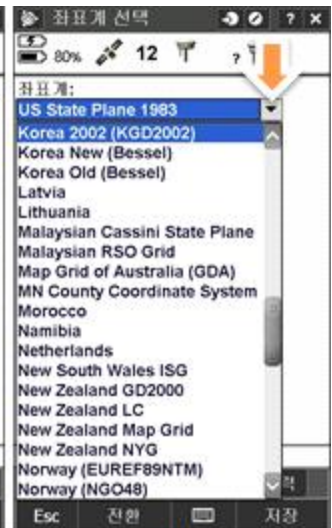 좌표계 선택
80%
12
?
좌표계:
US State Plane 1983
Korea 2002 (KGD2002)
Korea New (Bessel)
Korea Old (Bessel)
Latvia
Lithuania
Malaysian Cassini State Plane
Malaysian RSO Grid
Map Grid of Australia (GDA)
MN County Coordinate System
Morocco
Namibia
Netherlands
New South Wales ISG
New Zealand GD2000
New Zealand LC
New Zealand Map Grid
New Zealand NYG
Norway (EUREF89NTM)
Norway (NGO48)
Esc 전환 저장